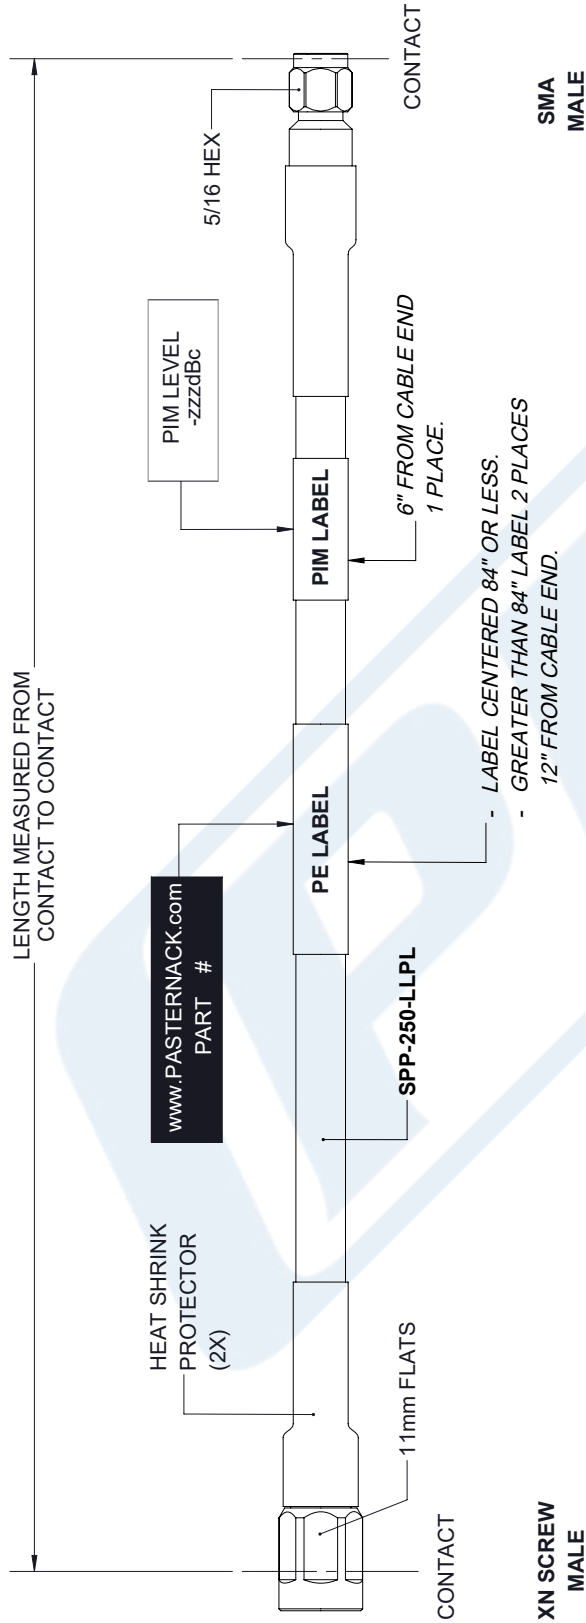 LENGTH MEASURED FROM
CONTACT TO CONTACT
HEAT SHRINK
PROTECTOR
(2X)
www.PASTERNACK.com
PART #
PIM LEVEL
-zzzdBc
5/16 HEX
PE LABEL
PIM LABEL
11mm FLATS
CONTACT
SPP-250-LLPL
6" FROM CABLE END
1 PLACE.
CONTACT
- LABEL CENTERED 84" OR LESS.
- GREATER THAN 84" LABEL 2 PLACES
12" FROM CABLE END.
XN SCREW
MALE
SMA
MALE